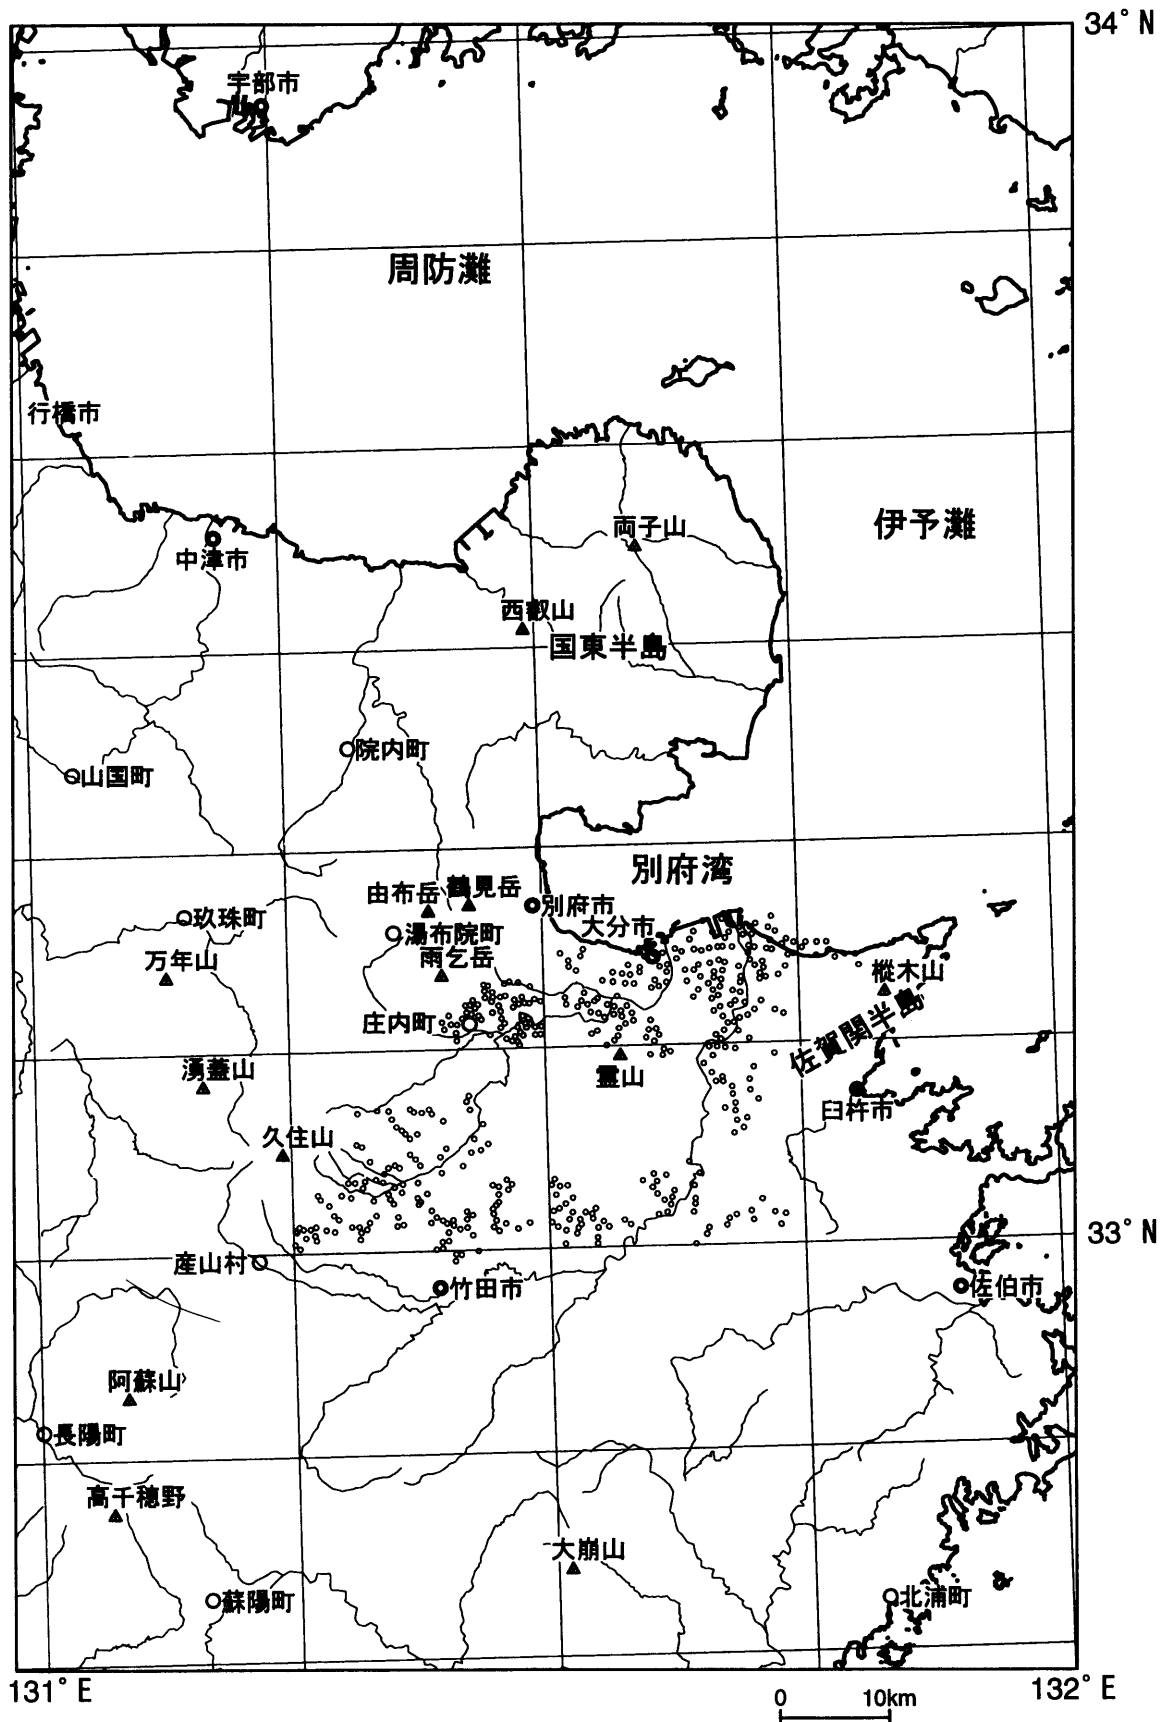 34° N
宇部市
周防灘
行橋市
伊予灘
両子山
中津市
西叡山
国東半島
院内町
山国町
別府湾
由布岳
鶴見岳
別府市
玖珠町
大分市
湯布院町
雨乞岳
万年山
樅木山
庄内町
佐賀関半島
湧蓋山
霊山
臼杵市
久住山
33° N
産山村
竹田市
佐伯市
阿蘇山
長陽町
高千穂野
大崩山
蘇陽町
北浦町
131° E
132° E
0 10km